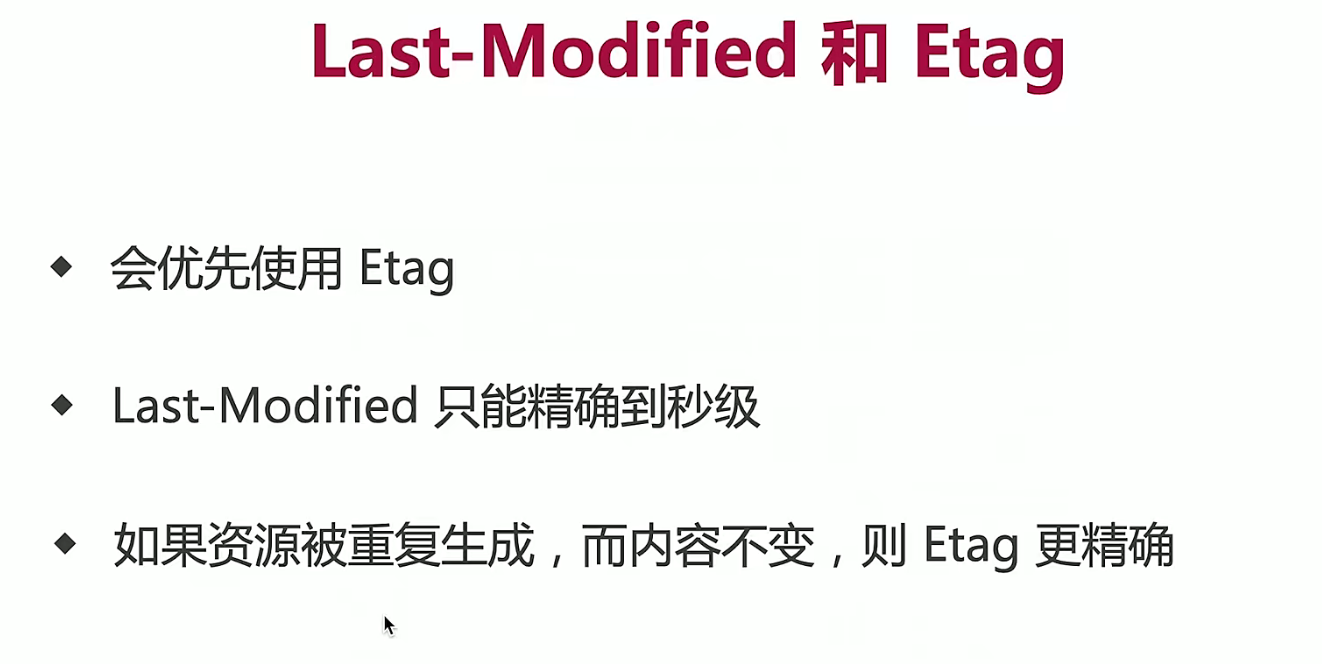 Last-Modified 和 Etag
◆ 会优先使用 Etag
◆ Last-Modified 只能精确到秒级
◆ 如果资源被重复生成，而内容不变，则 Etag 更精确